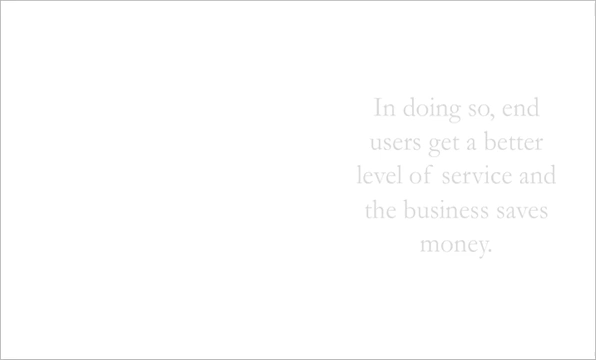 In doing so, end
users get a better
level of service and
the business saves
money.